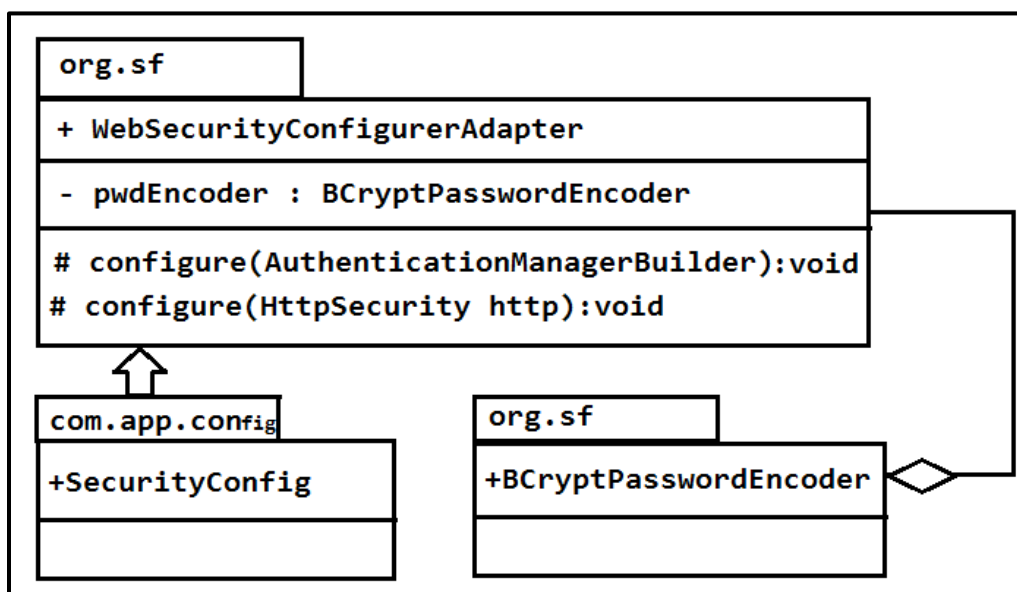 org.sf
+ WebSecurityConfigurerAdapter
- pwdEncoder : BCryptPasswordEncoder
# configure(AuthenticationManagerBuilder):void
# configure(HttpSecurity http):void
com.app.config
+SecurityConfig
org.sf
+BCryptPasswordEncoder